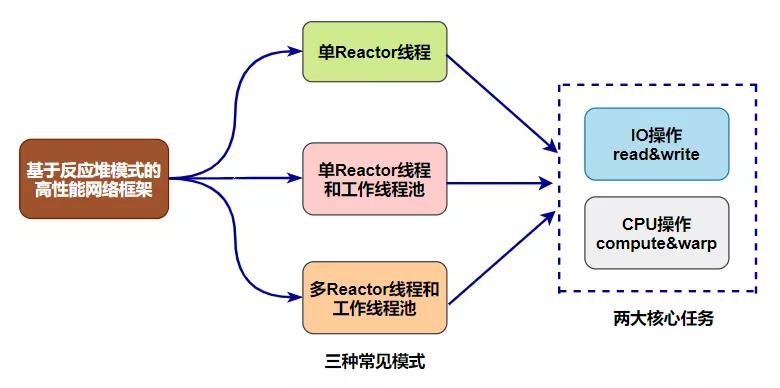 单Reactor线程
基于反应堆模式的
高性能网络框架
单Reactor线程
和工作线程池
多Reactor线程和
工作线程池
三种常见模式
IO操作
read&write
CPU操作
compute&warp
两大核心任务